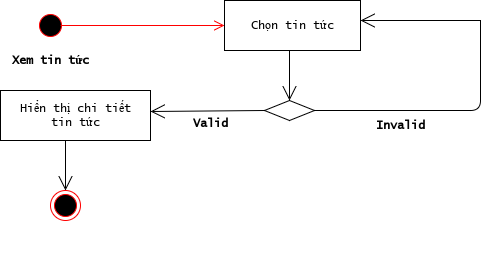 Chọn tin tức
Xem tin tức
Hiển thị chi tiết
tin tức
Valid
Invalid